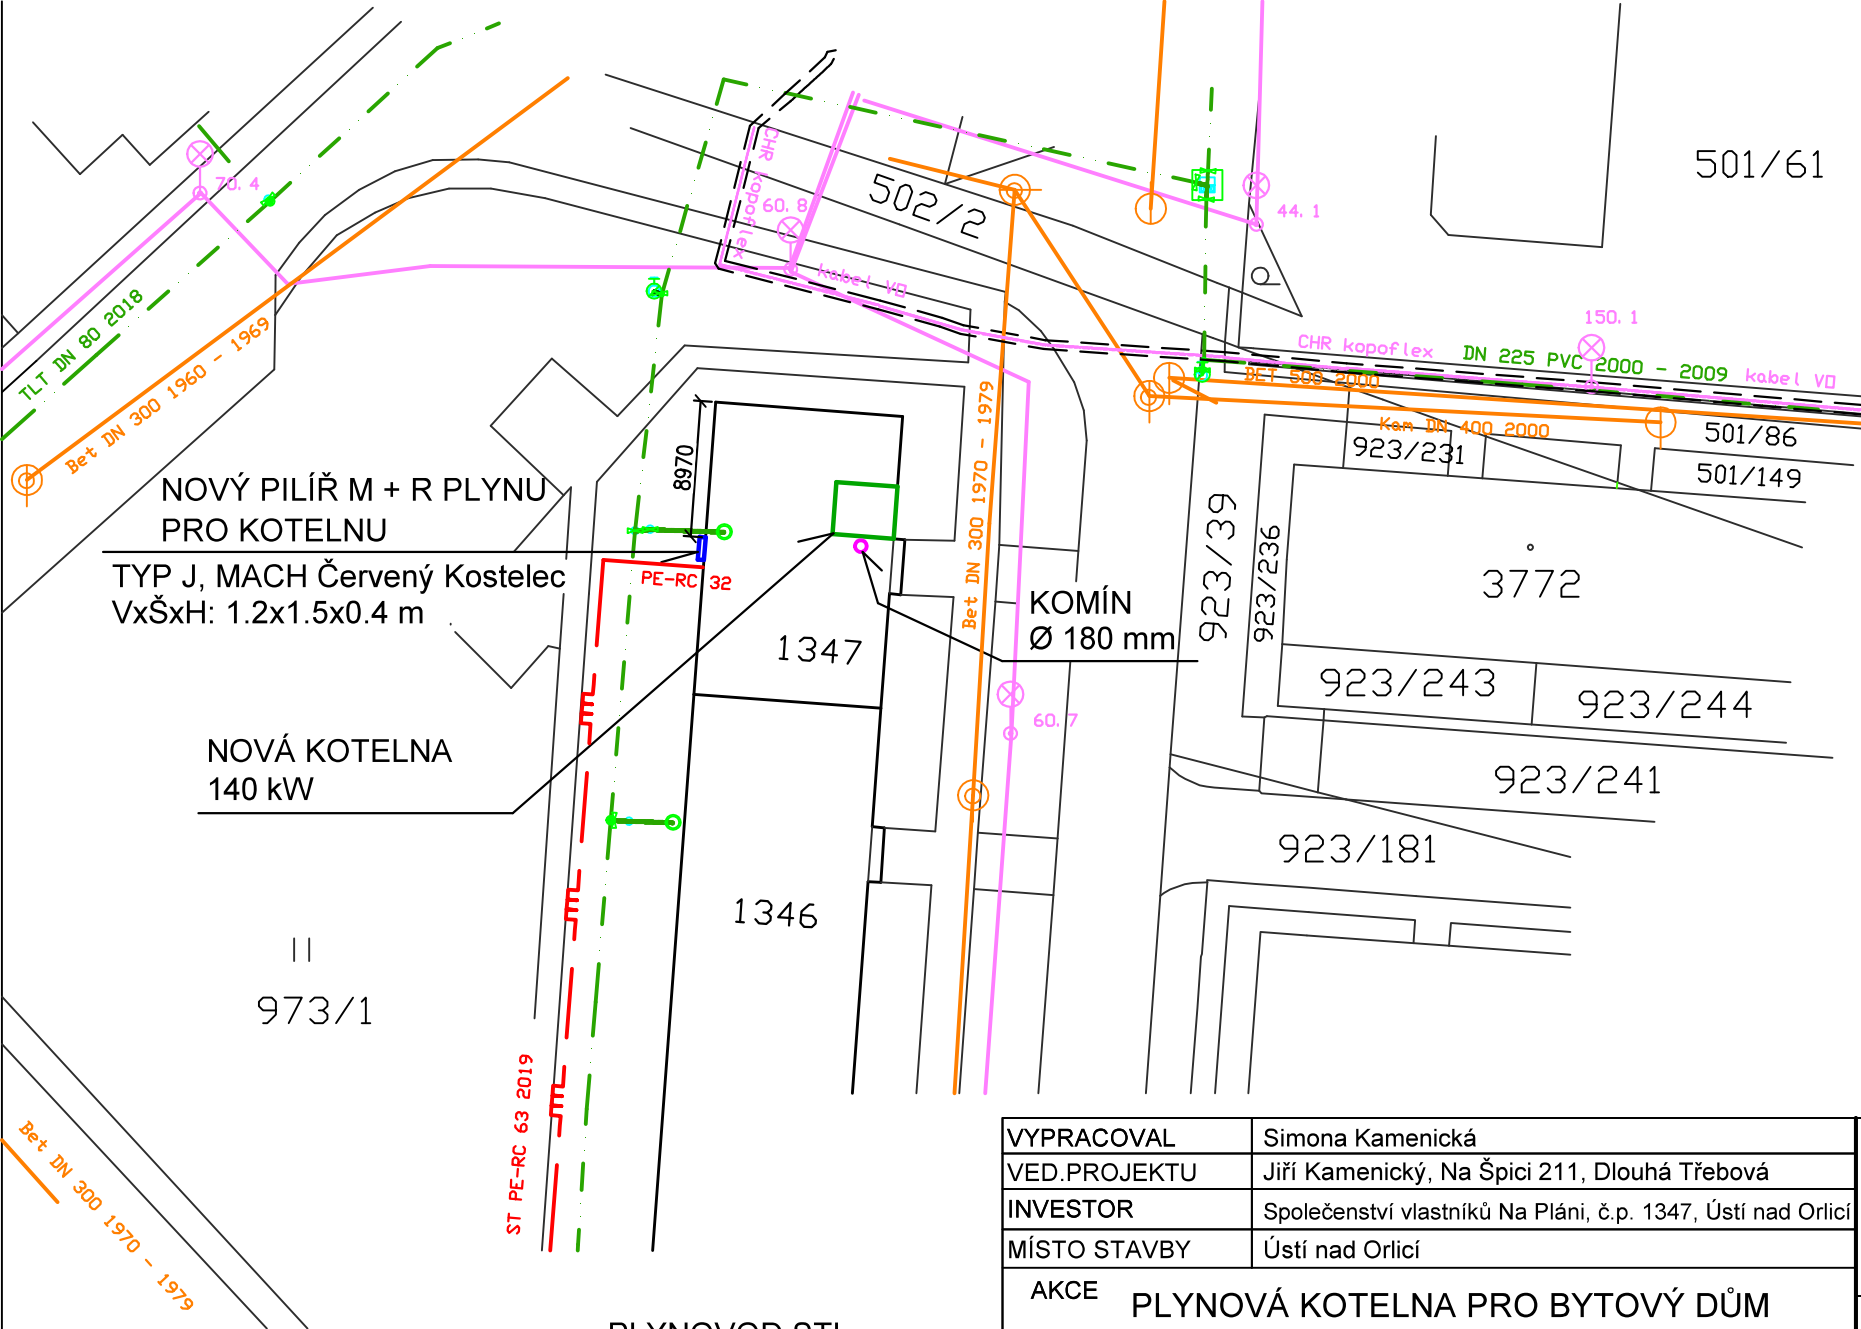 501/61
CHR kopoflex
70.4
60.8
502/2
44.1
kabel VO
TLT DN 80 2018
150.1
CHR kopoflex
DN 225 PVC 2000 - 2009
kabel VO
Bet DN 300 1960 - 1969
BET 500 2000
Kam DN 400 2000
501/86
923/231
501/149
8970
Bet DN 300 1970 - 1979
NOVÝ PILÍŘ M + R PLYNU
PRO KOTELNU
TYP J, MACH Červený Kostelec
VxŠxH: 1.2x1.5x0.4 m
PE-RC 32
923/39
923/236
3772
KOMÍN
Ø 180 mm
1347
923/243
923/244
60.7
NOVÁ KOTELNA
140 kW
923/241
923/181
1346
973/1
ST PE-RC 63 2019
Bet DN 300 1970 - 1979
VYPRACOVAL Simona Kamenická
VED.PROJEKTU Jiří Kamenický, Na Špici 211, Dlouhá Třebová
INVESTOR Společenství vlastníků Na Pláni, č.p. 1347, Ústí nad Orlicí
MÍSTO STAVBY Ústí nad Orlicí
AKCE PLYNOVÁ KOTELNA PRO BYTOVÝ DŮM
PLYNOVOD STL